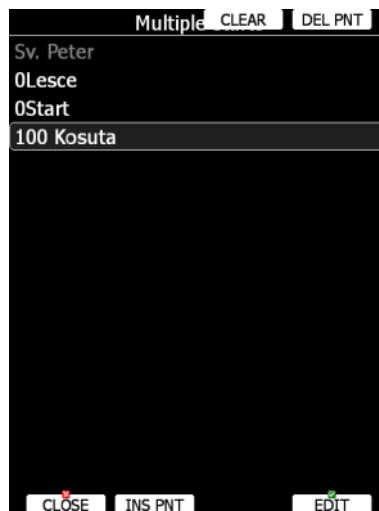 Multiple CLEAR DEL PNT
Sv. Peter
0Lesce
0Start
100 Kosuta
CLOSE INS PNT EDIT